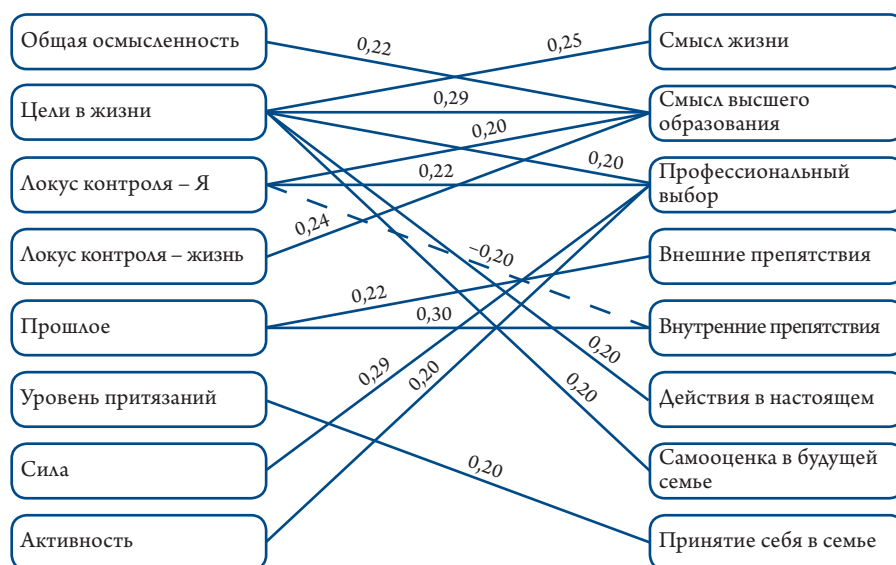 Общая осмысленность
0,22
0,25
Смысл жизни
Цели в жизни
0,29
Смысл высшего
образования
0,20
Локус контроля – Я
0,22
0,20
Профессиональный
выбор
0,24
Локус контроля – жизнь
–0,20
Внешние препятствия
0,22
Прошлое
0,30
Внутренние препятствия
Уровень притязаний
0,29
0,20
0,20
0,20
Действия в настоящем
Сила
0,20
Самооценка в будущей
семье
Активность
Принятие себя в семье